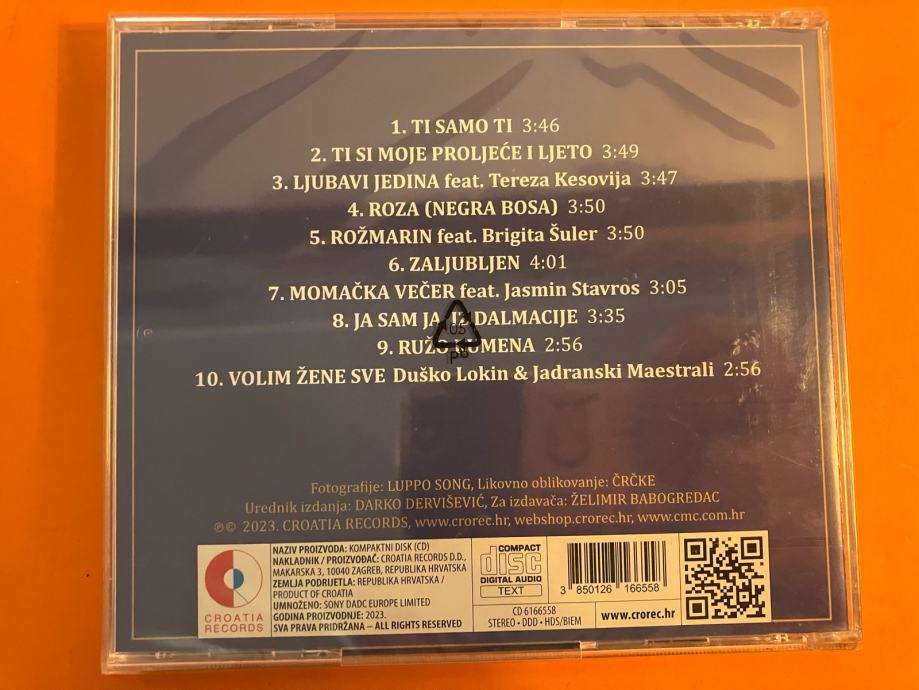 1. TI SAMO TI 3:46
2. TI SI MOJE PROLJEĆE I LJETO 3:49
3. LJUBAVI JEDINA feat. Tereza Kesovija 3:47
4. ROZA (NEGRA BOSA) 3:50
5. ROŽMARIN feat. Brigita Šuler 3:50
6. ZALJUBLJEN 4:01
7. MOMAČKA VEČER feat. Jasmin Stavros 3:05
8. JA SAM JA IZ DALMACIJE 3:35
05
9. RUŽO RUMENA 2:56
PS
10. VOLIM ŽENE SVE Duško Lokin & Jadranski Maestrali 2:56
Fotografije: LUPPO SONG, Likovno oblikovanje: ČRČKE
Urednik izdanja: DARKO DERVIŠEVIĆ, Za izdavača: ŽELIMIR BABOGREDAC
℗© 2023. CROATIA RECORDS, www.crorec.hr, webshop.crorec.hr, www.cmc.com.hr
CROATIA
RECORDS
NAZIV PROIZVODA: KOMPAKTNI DISK (CD)
NAKLADNIK / PROIZVOĐAČ: CROATIA RECORDS D.D.,
MAKARSKA 3, 10040 ZAGREB, REPUBLIKA HRVATSKA
ZEMLJA PODRIJETLA: REPUBLIKA HRVATSKA /
PRODUCT OF CROATIA
UMNOŽENO: SONY DADC EUROPE LIMITED
GODINA PROIZVODNJE: 2023.
SVA PRAVA PRIDRŽANA – ALL RIGHTS RESERVED
COMPACT
disc
DIGITAL AUDIO
TEXT
CD 6166558
STEREO • DDD • HDS/BIEM
3 850126 166558
www.crorec.hr